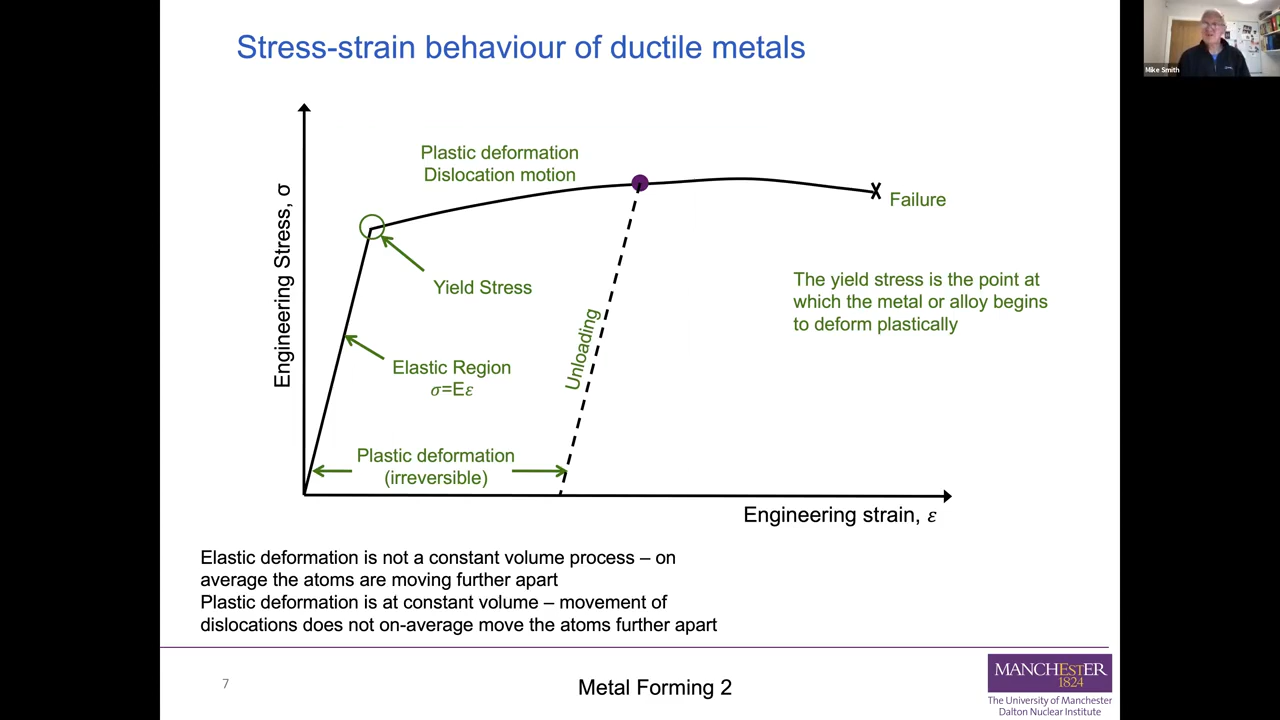 Stress-strain behaviour of ductile metals
Mike Smith
Plastic deformation
Dislocation motion
Failure
Engineering Stress, σ
Yield Stress
The yield stress is the point at
which the metal or alloy begins
to deform plastically
Unloading
Elastic Region
σ=Eε
Plastic deformation
(irreversible)
Engineering strain, ε
Elastic deformation is not a constant volume process – on
average the atoms are moving further apart
Plastic deformation is at constant volume – movement of
dislocations does not on-average move the atoms further apart
7
Metal Forming 2
MANCHESTER
1824
The University of Manchester
Dalton Nuclear Institute